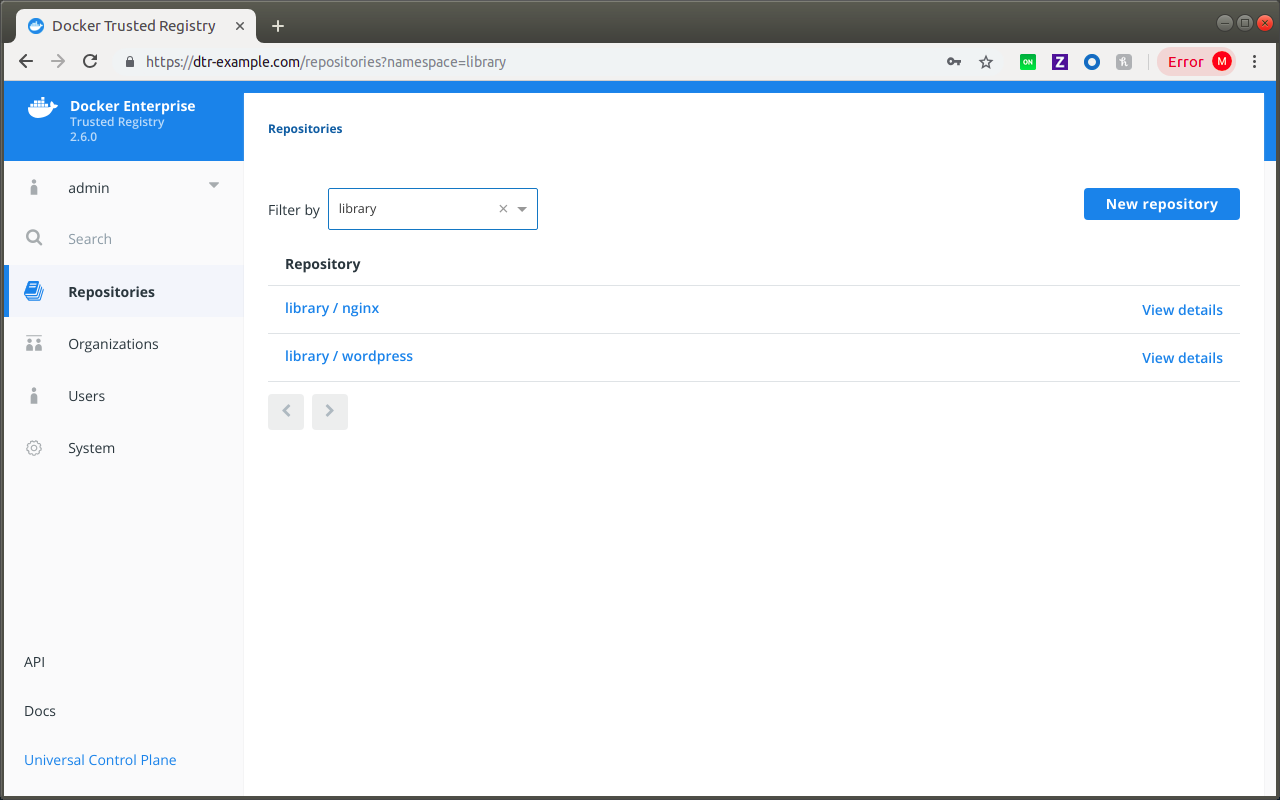 Docker Trusted Registry
https://dtr-example.com/repositories?namespace=library
ON
Z
Error M
Docker Enterprise
Trusted Registry
2.6.0
admin
Search
Repositories
Organizations
Users
System
API
Docs
Universal Control Plane
Repositories
Filter by library
New repository
Repository
library / nginx View details
library / wordpress View details